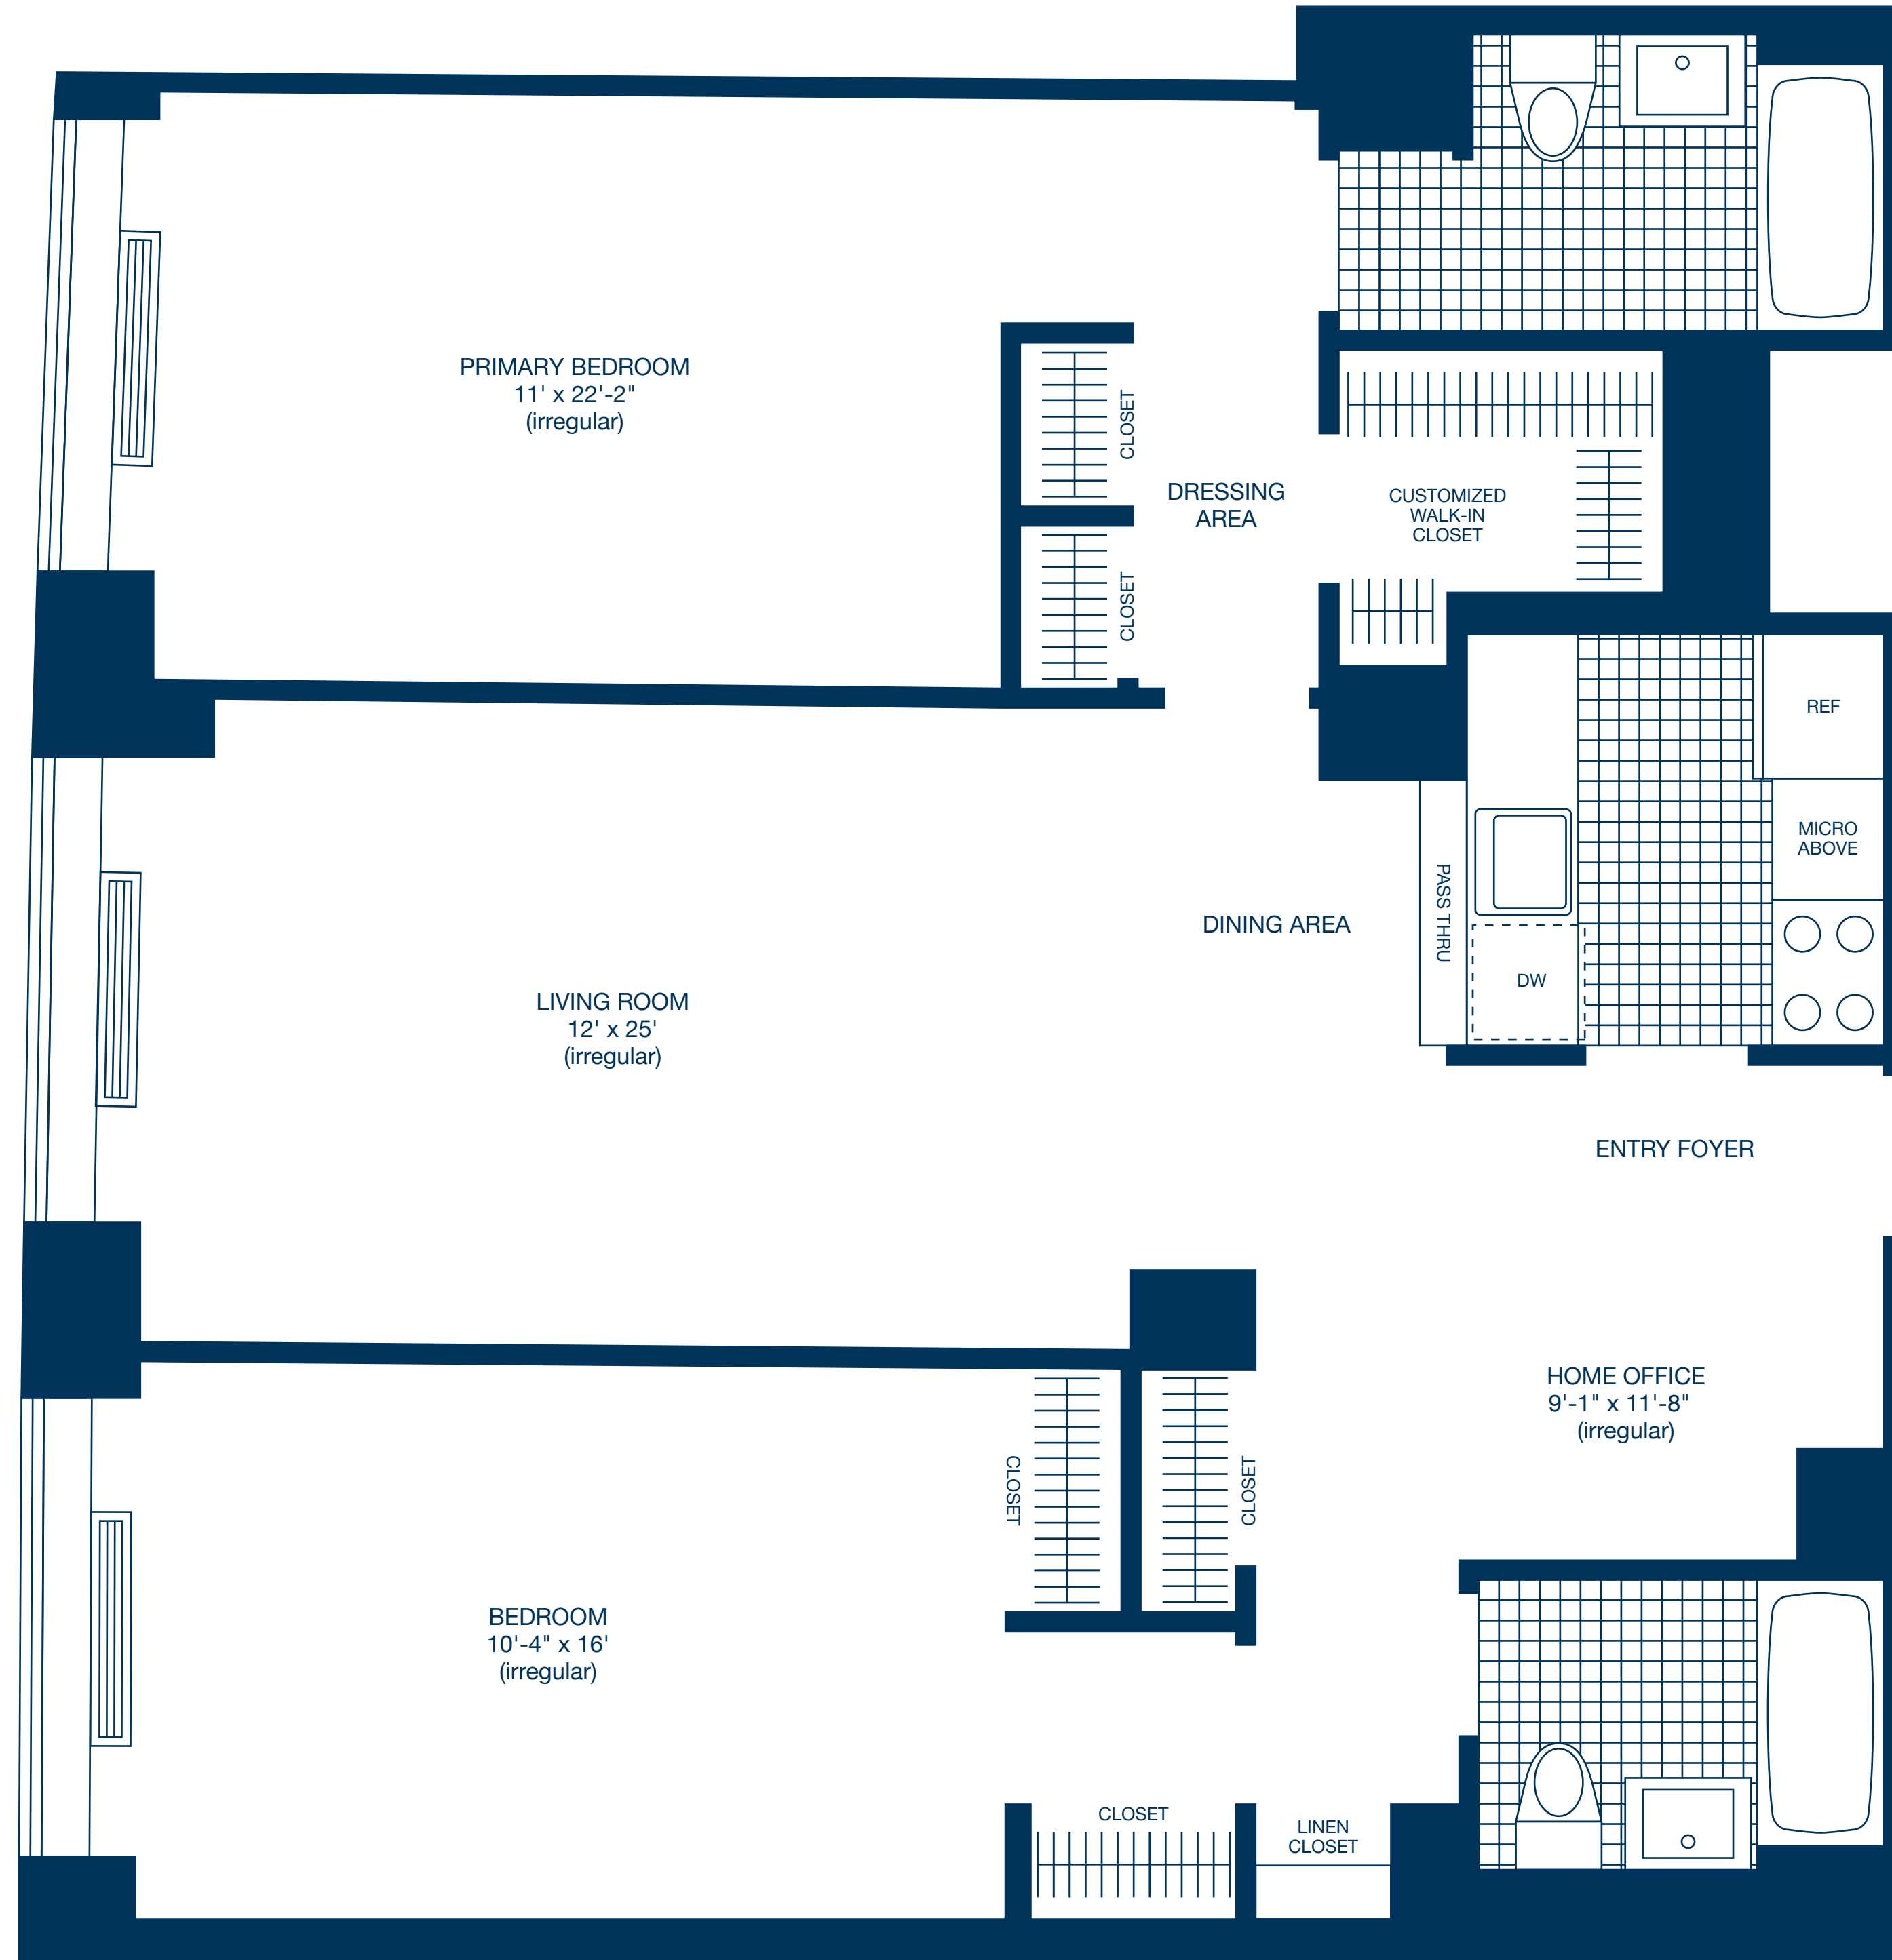 PRIMARY BEDROOM
11' x 22'-2"
(irregular)
CLOSET
CLOSET
DRESSING
AREA
CUSTOMIZED
WALK-IN
CLOSET
REF
MICRO
ABOVE
PASS THRU
DW
DINING AREA
LIVING ROOM
12' x 25'
(irregular)
ENTRY FOYER
HOME OFFICE
9'-1" x 11'-8"
(irregular)
CLOSET
CLOSET
BEDROOM
10'-4" x 16'
(irregular)
CLOSET
LINEN
CLOSET